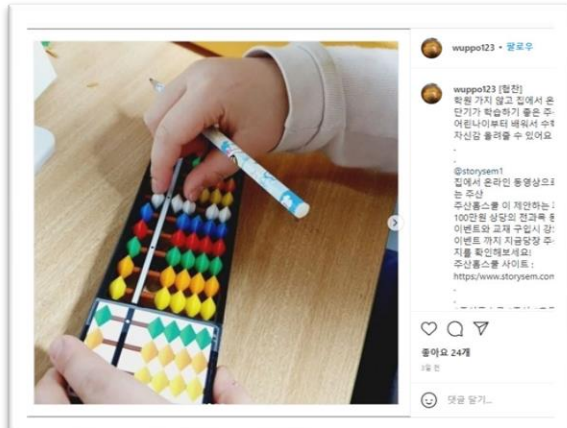 wuppo123 • 팔로우
wuppo123 [협찬]
학원 가지 않고 집에서 온
단기가 학습하기 좋은 주
어린나이부터 배워서 수학
자신감 올려줄 수 있어요
.
.
@storysem1
집에서 온라인 동영상으로
는 주산
주산홈스쿨 이 제안하는
100만원 상당의 전과목
이벤트와 교재 구입시 강
이벤트 까지 지금당장 주
지를 확인해보세요!
주산홈스쿨 사이트 :
https:/www.storysem.com
.
.
좋아요 24개
3일 전
댓글 달기...